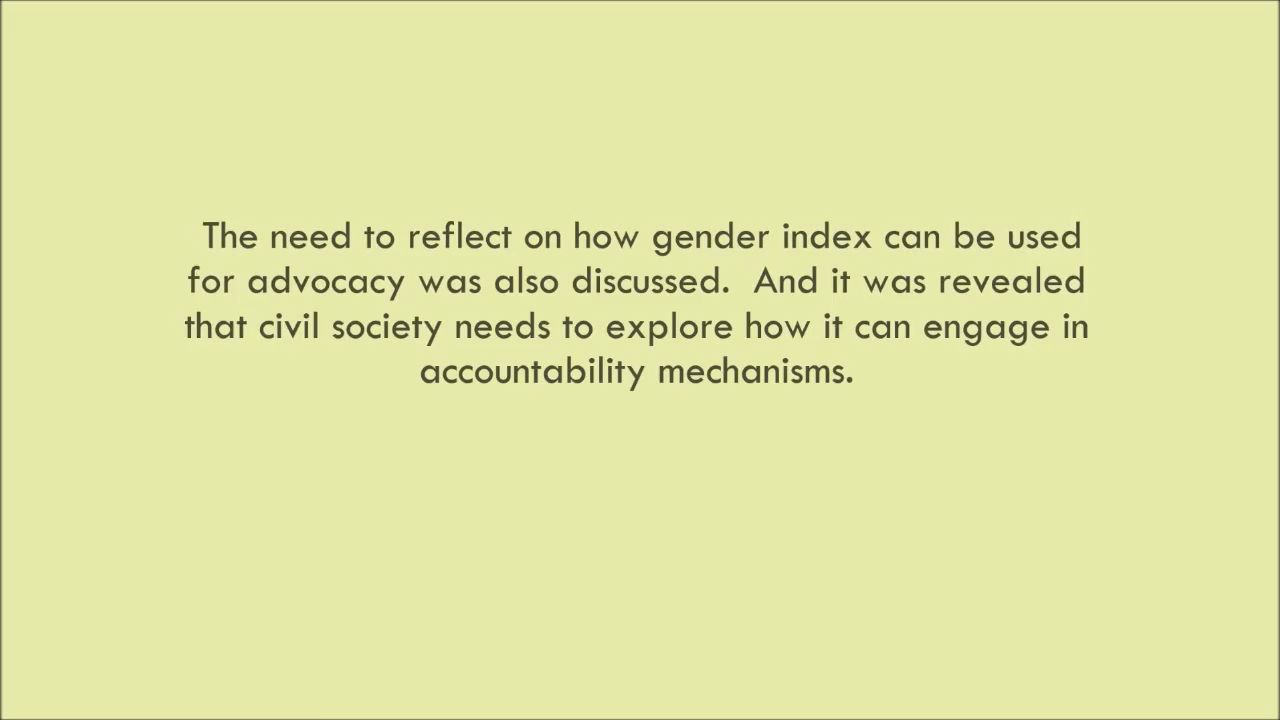 The need to reflect on how gender index can be used
for advocacy was also discussed.  And it was revealed
that civil society needs to explore how it can engage in
accountability mechanisms.